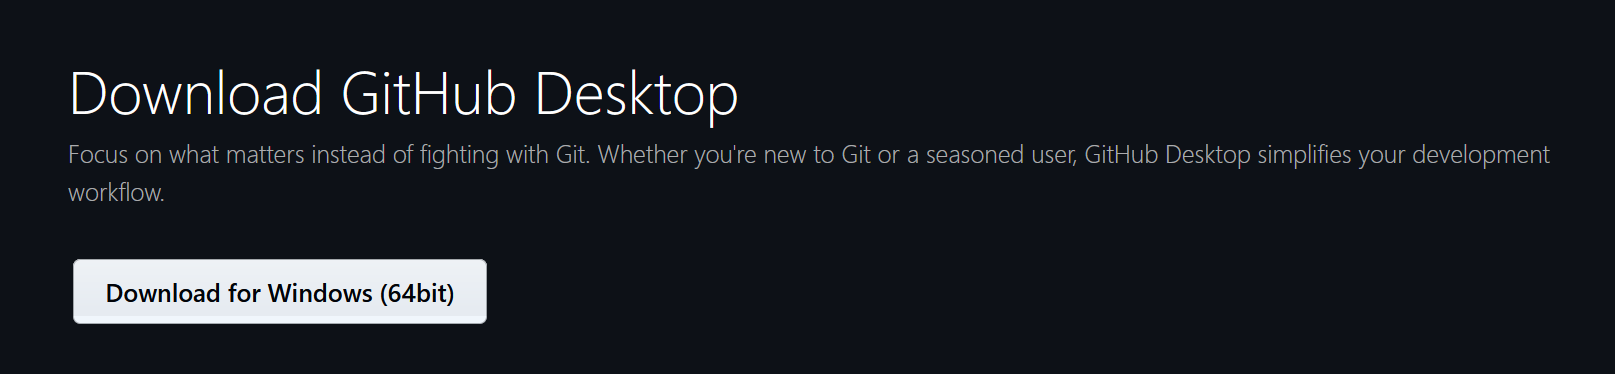 Download GitHub Desktop
Focus on what matters instead of fighting with Git. Whether you're new to Git or a seasoned user, GitHub Desktop simplifies your development
workflow.
Download for Windows (64bit)